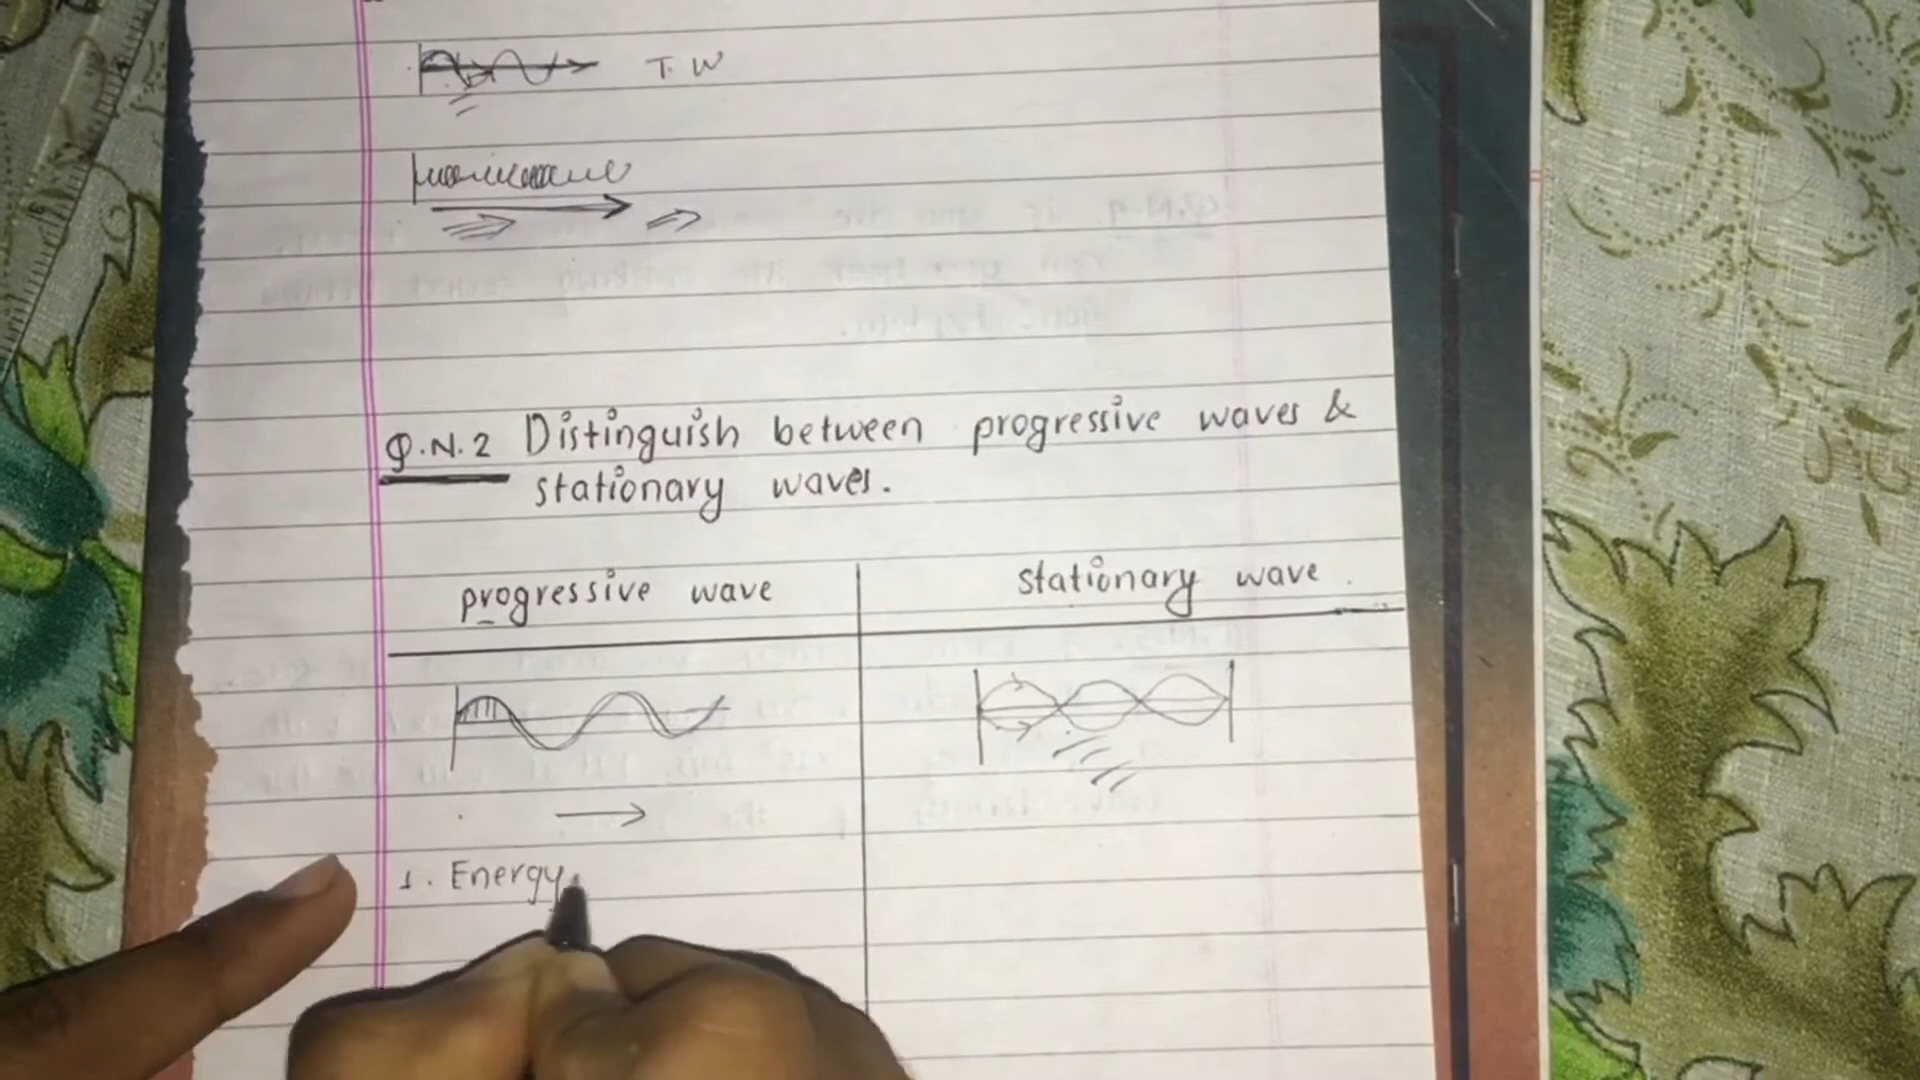 T. W
Q.N.2 Distinguish between progressive waves &
stationary waves.
progressive wave
stationary wave
1. Energy